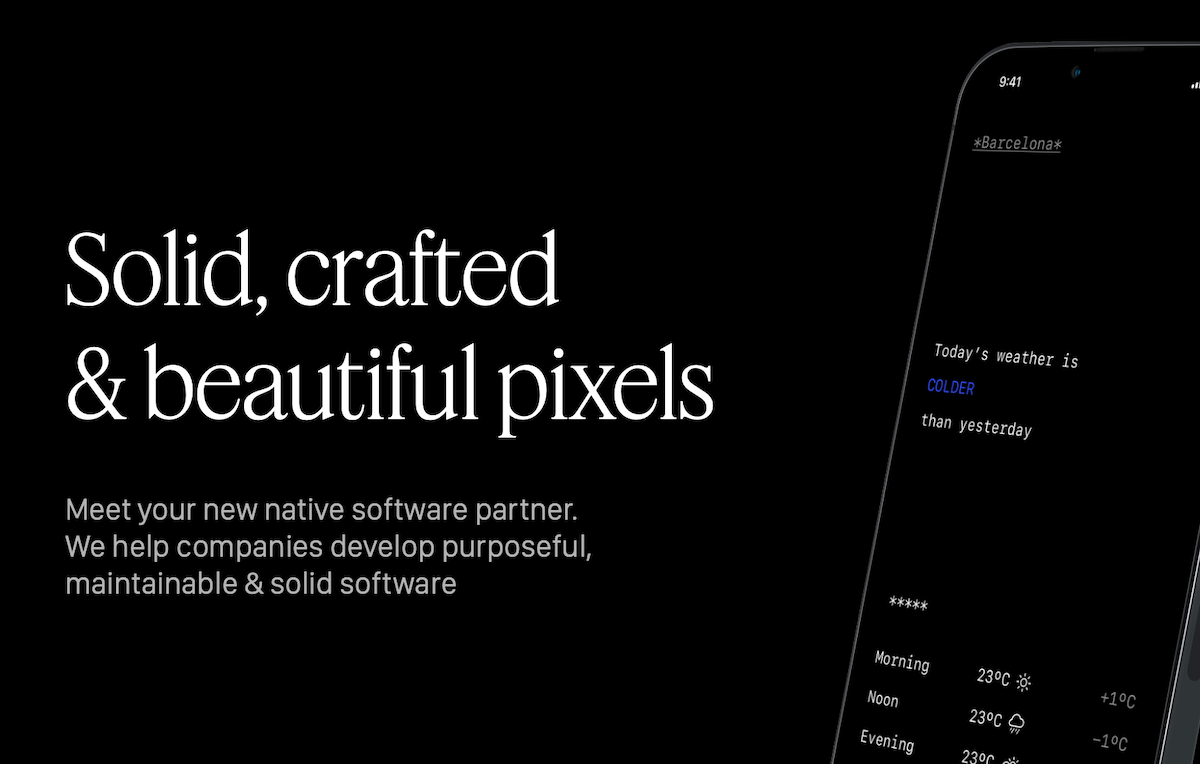 Solid, crafted
& beautiful pixels
Meet your new native software partner.
We help companies develop purposeful,
maintainable & solid software
9:41
*Barcelona*
Today's weather is
COLDER
than yesterday
*****
Morning 23ºC +1ºC
Noon 23ºC -1ºC
Evening 23ºC